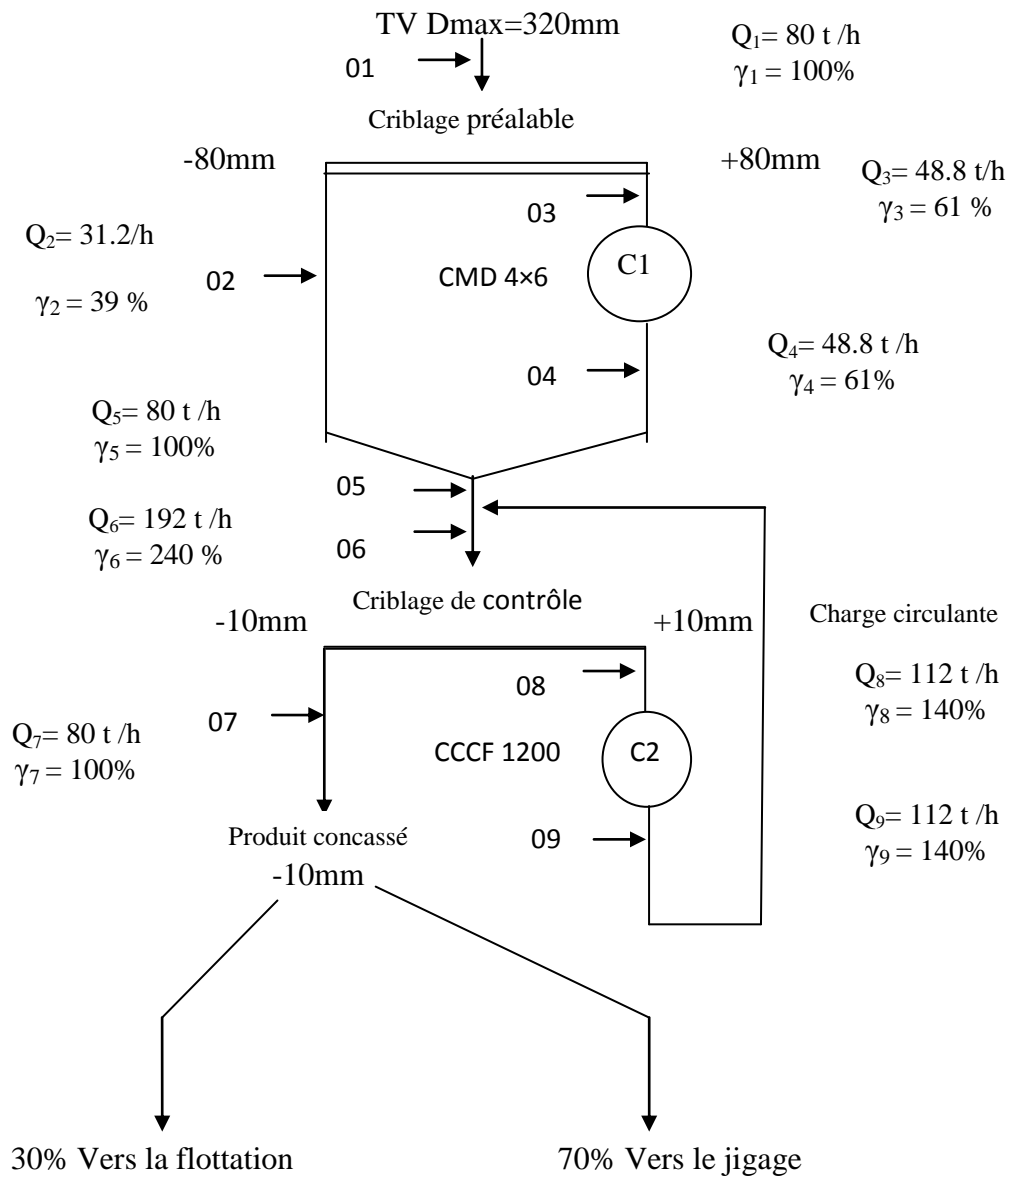 TV Dmax=320mm
Q₁= 80 t /h
γ₁ = 100%
01
Criblage préalable
-80mm
+80mm
Q₃= 48.8 t/h
γ₃ = 61 %
03
Q₂= 31.2/h
γ₂ = 39 %
02
CMD 4×6
C1
Q₄= 48.8 t /h
γ₄ = 61%
04
Q₅= 80 t /h
γ₅ = 100%
05
Q₆= 192 t /h
γ₆ = 240 %
06
Criblage de contrôle
-10mm
+10mm
Charge circulante
08
Q₈= 112 t /h
γ₈ = 140%
07
Q₇= 80 t /h
γ₇ = 100%
CCCF 1200
C2
Produit concassé
-10mm
09
Q₉= 112 t /h
γ₉ = 140%
30% Vers la flottation
70% Vers le jigage